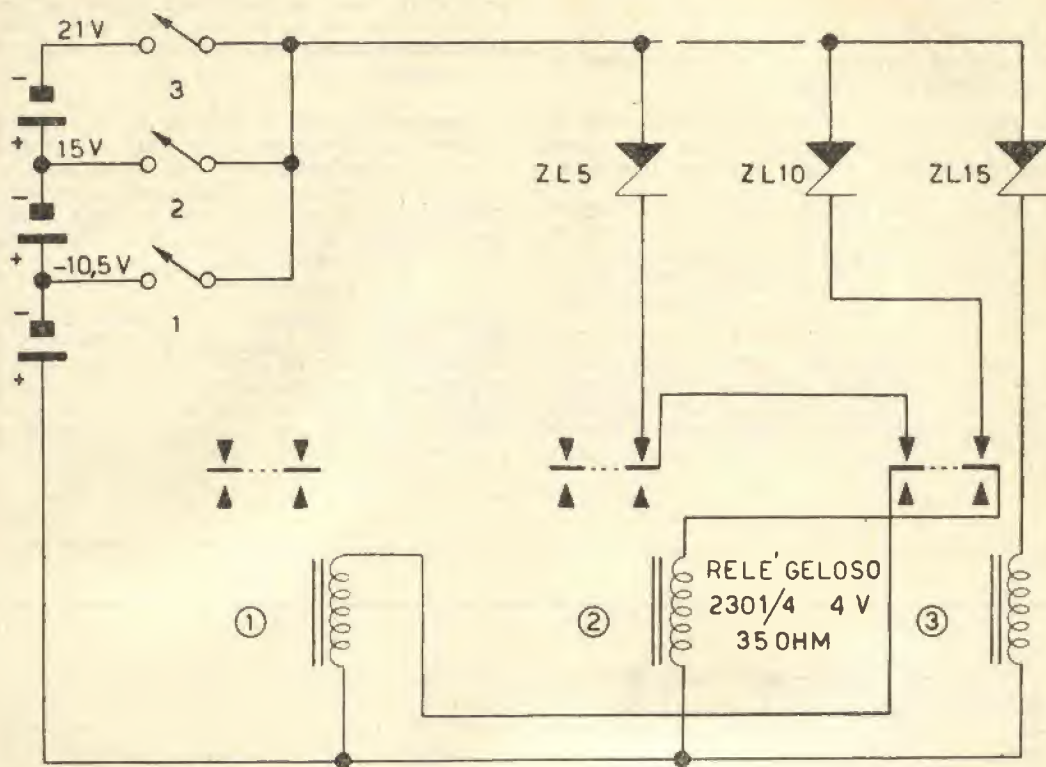 21V
3
15V
2
-10,5V
1
ZL5
ZL10
ZL15
-
+
-
+
-
+
RELE' GELOSO
2301/4 4 V
35 OHM
1
2
3